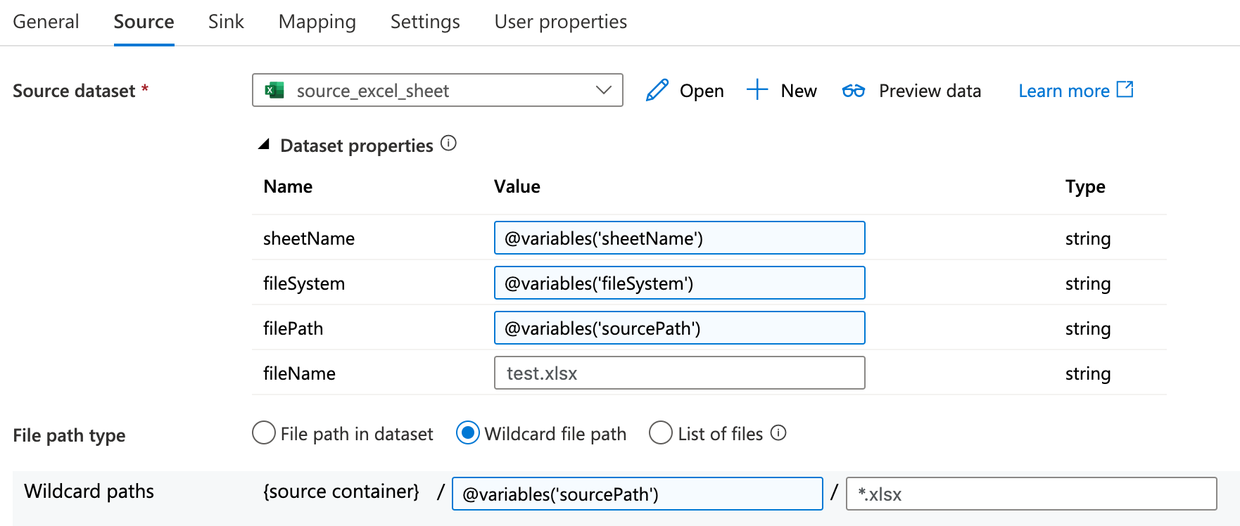 General Source Sink Mapping Settings User properties
Source dataset * source_excel_sheet Open New Preview data Learn more
Dataset properties
Name Value Type
sheetName @variables('sheetName') string
fileSystem @variables('fileSystem') string
filePath @variables('sourcePath') string
fileName test.xlsx string
File path type File path in dataset Wildcard file path List of files
Wildcard paths {source container} / @variables('sourcePath') / *.xlsx